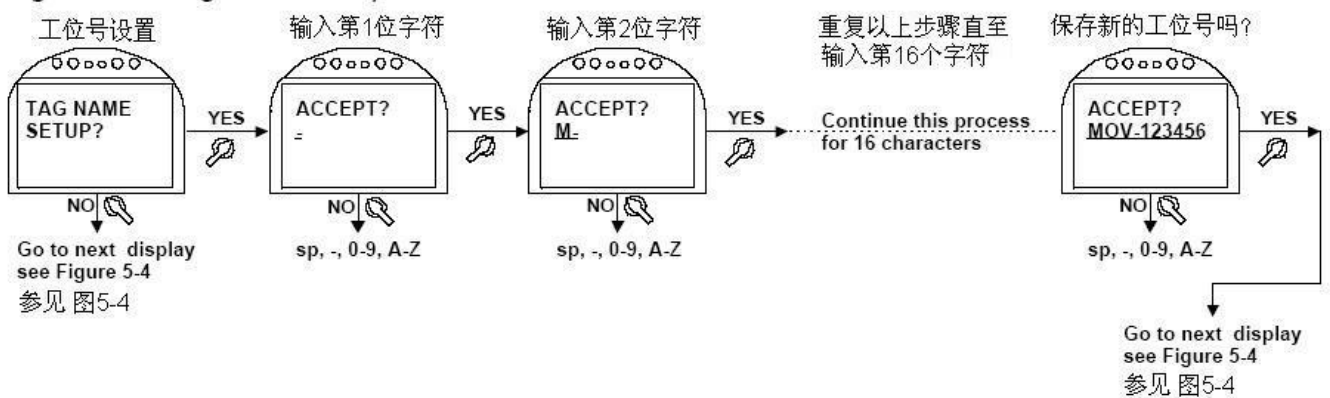 工位号设置
TAG NAME
SETUP?
YES
NO
Go to next display
see Figure 5-4
参见 图5-4
输入第1位字符
ACCEPT?
-
YES
NO
sp, -, 0-9, A-Z
输入第2位字符
ACCEPT?
M-
YES
NO
sp, -, 0-9, A-Z
重复以上步骤直至
输入第16个字符
Continue this process
for 16 characters
保存新的工位号吗?
ACCEPT?
MOV-123456
YES
NO
sp, -, 0-9, A-Z
Go to next display
see Figure 5-4
参见 图5-4